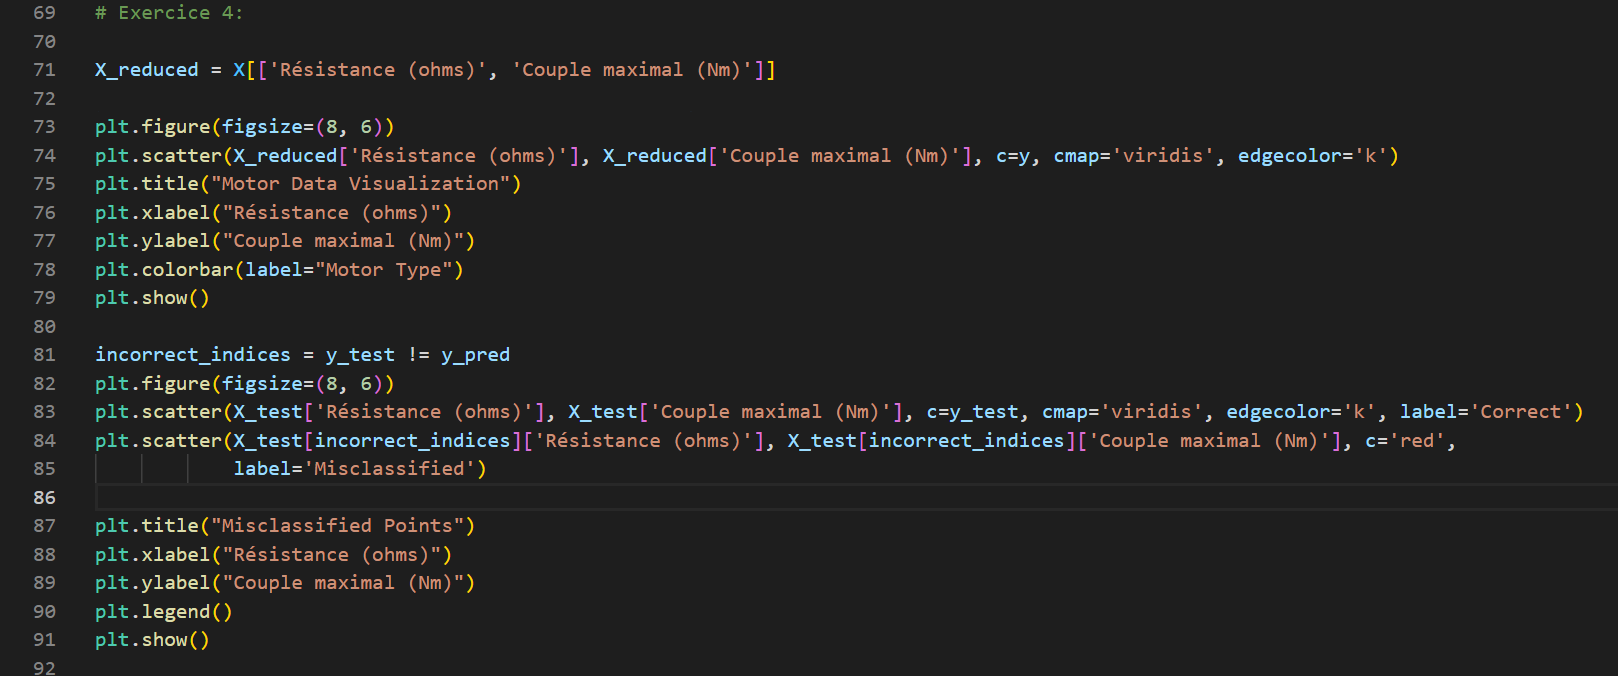 69 # Exercice 4:
70
71 X_reduced = X[['Résistance (ohms)', 'Couple maximal (Nm)']]
72
73 plt.figure(figsize=(8, 6))
74 plt.scatter(X_reduced['Résistance (ohms)'], X_reduced['Couple maximal (Nm)'], c=y, cmap='viridis', edgecolor='k')
75 plt.title("Motor Data Visualization")
76 plt.xlabel("Résistance (ohms)")
77 plt.ylabel("Couple maximal (Nm)")
78 plt.colorbar(label="Motor Type")
79 plt.show()
80
81 incorrect_indices = y_test != y_pred
82 plt.figure(figsize=(8, 6))
83 plt.scatter(X_test['Résistance (ohms)'], X_test['Couple maximal (Nm)'], c=y_test, cmap='viridis', edgecolor='k', label='Correct')
84 plt.scatter(X_test[incorrect_indices]['Résistance (ohms)'], X_test[incorrect_indices]['Couple maximal (Nm)'], c='red',
85             label='Misclassified')
86
87 plt.title("Misclassified Points")
88 plt.xlabel("Résistance (ohms)")
89 plt.ylabel("Couple maximal (Nm)")
90 plt.legend()
91 plt.show()
92